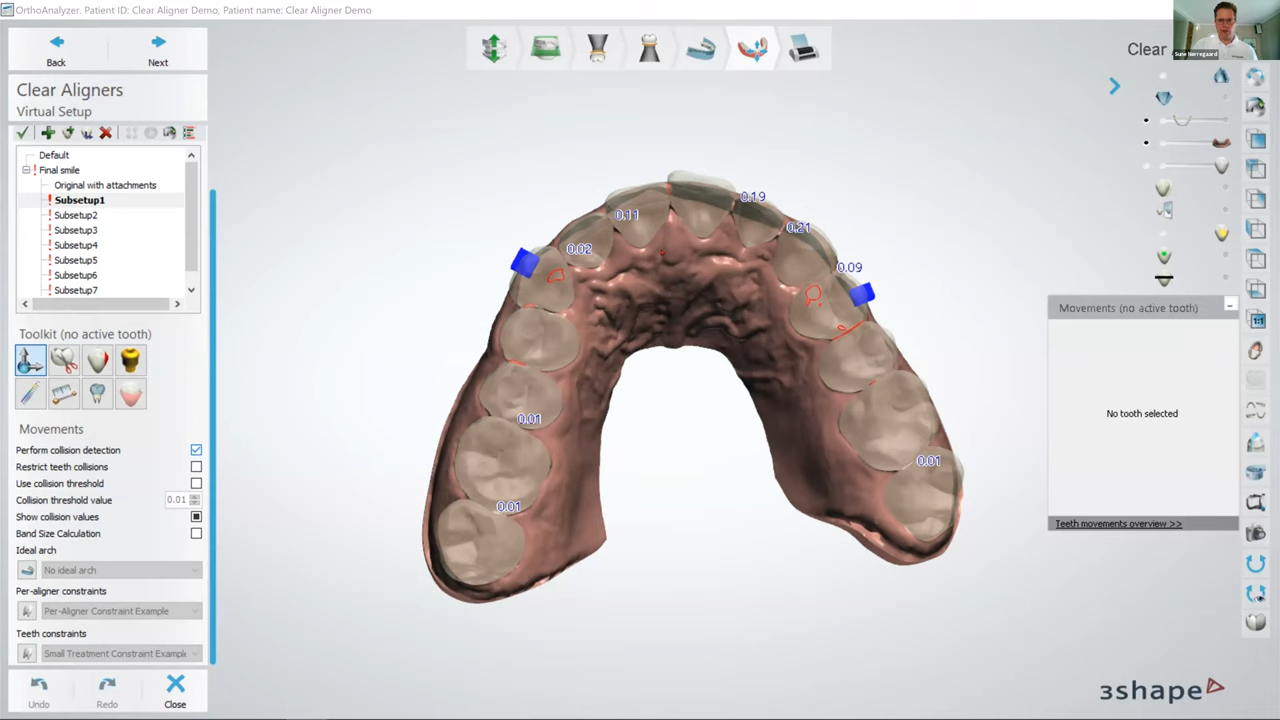 OrthoAnalyzer. Patient ID: Clear Aligner Demo, Patient name: Clear Aligner Demo
Back
Next
Clear Aligners
Virtual Setup
Default
Final smile
Original with attachments
Subsetup1
Subsetup2
Subsetup3
Subsetup4
Subsetup5
Subsetup6
Subsetup7
Toolkit (no active tooth)
Movements
Perform collision detection
Restrict teeth collisions
Use collision threshold
Collision threshold value 0.01
Show collision values
Band Size Calculation
Ideal arch
No ideal arch
Per-aligner constraints
Per-Aligner Constraint Example
Teeth constraints
Small Treatment Constraint Exampl
Undo
Redo
Close
0.19
0.11
0.21
0.02
0.09
0.01
0.01
0.01
Clear
Sune Nørregaard
Movements (no active tooth)
No tooth selected
Teeth movements overview >>
1:1
3shape